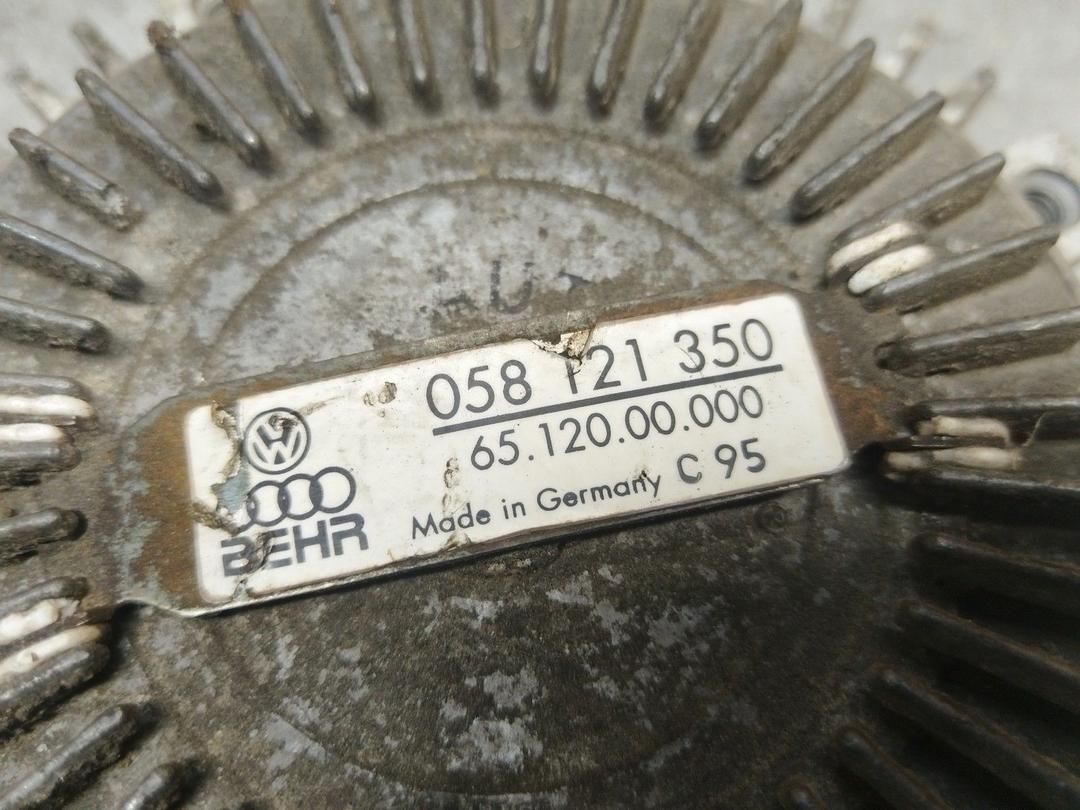 058 121 350
65.120.00.000
BEHR
Made in Germany C 95